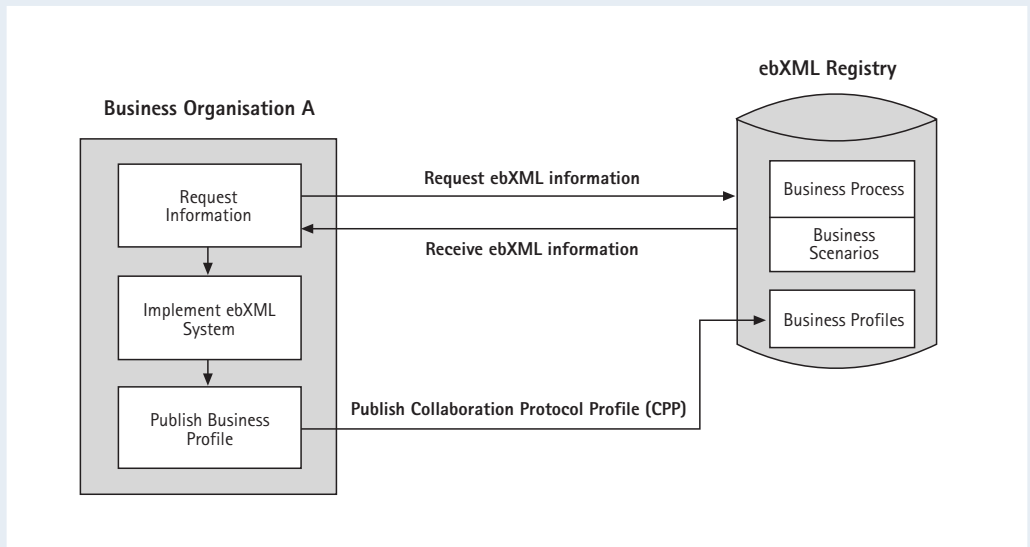 ebXML Registry
Business Organisation A
Request
Information
Request ebXML information
Business Process
Receive ebXML information
Business
Scenarios
Implement ebXML
System
Business Profiles
Publish Business
Profile
Publish Collaboration Protocol Profile (CPP)